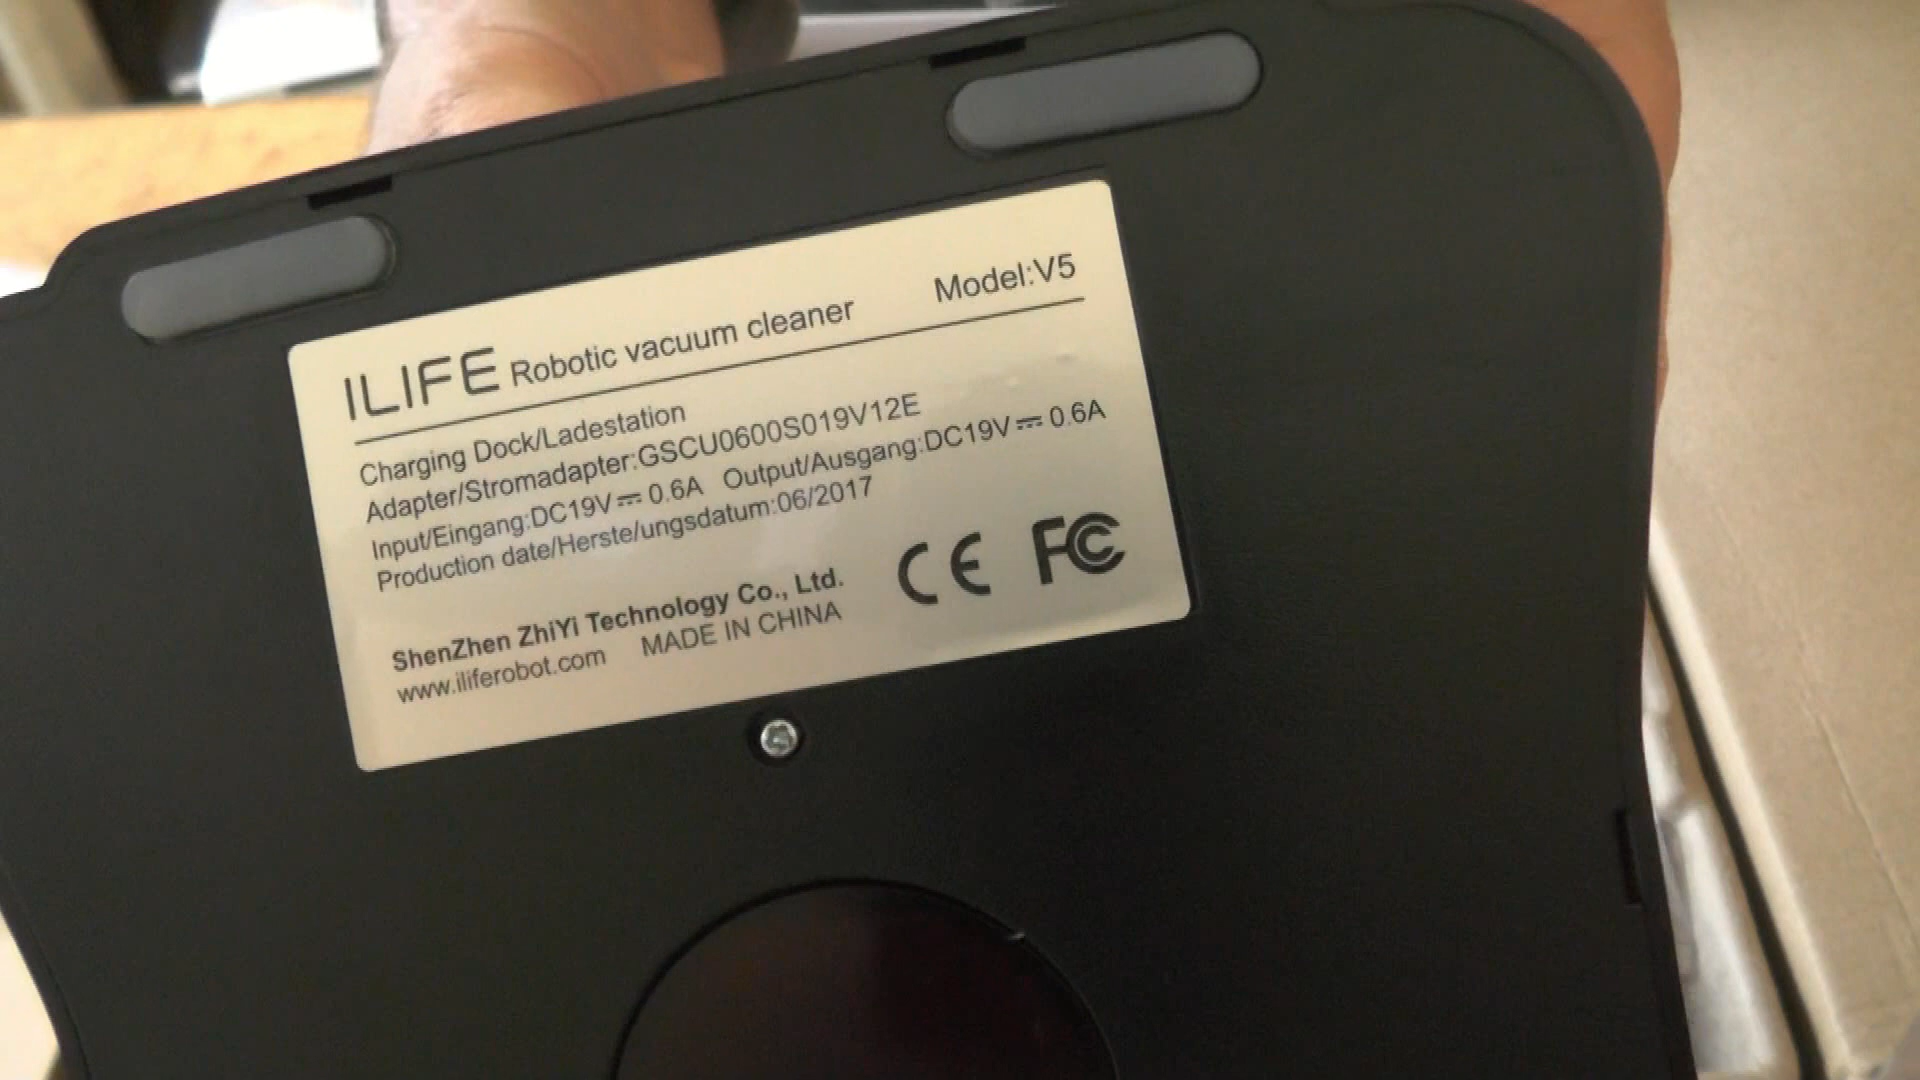 ILIFE Robotic vacuum cleaner Model:V5
Charging Dock/Ladestation
Adapter/Stromadapter:GSCU0600S019V12E
Input/Eingang:DC19V⎓0.6A Output/Ausgang:DC19V⎓0.6A
Production date/Herste/ungsdatum:06/2017
CE FC
ShenZhen ZhiYi Technology Co., Ltd.
www.iliferobot.com MADE IN CHINA